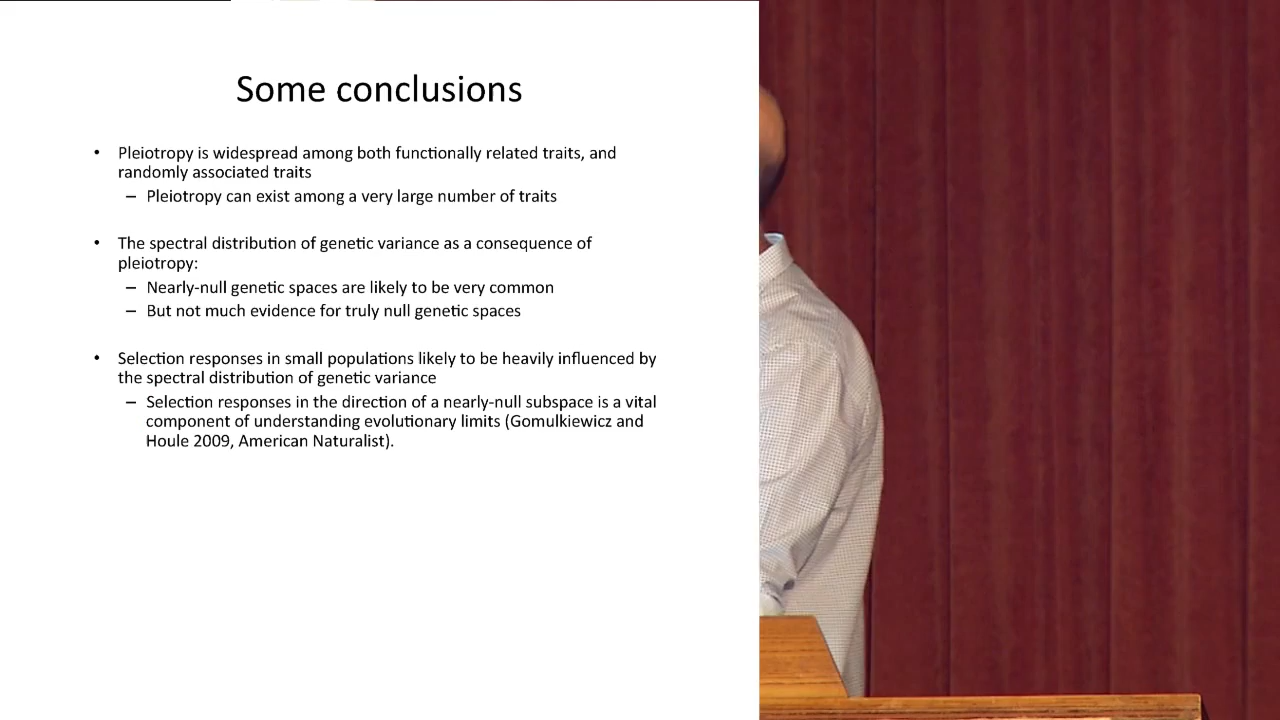 Some conclusions
• Pleiotropy is widespread among both functionally related traits, and
randomly associated traits
– Pleiotropy can exist among a very large number of traits
• The spectral distribution of genetic variance as a consequence of
pleiotropy:
– Nearly-null genetic spaces are likely to be very common
– But not much evidence for truly null genetic spaces
• Selection responses in small populations likely to be heavily influenced by
the spectral distribution of genetic variance
– Selection responses in the direction of a nearly-null subspace is a vital
component of understanding evolutionary limits (Gomulkiewicz and
Houle 2009, American Naturalist).